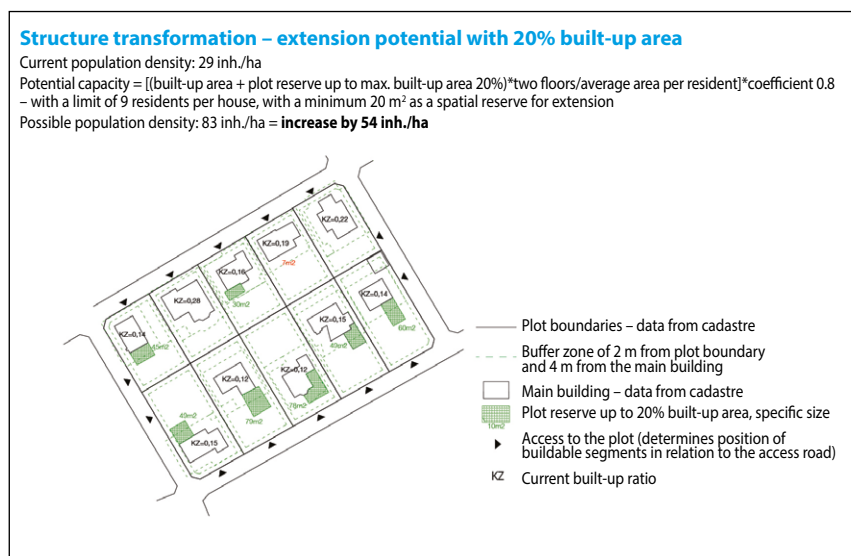 Structure transformation – extension potential with 20% built-up area
Current population density: 29 inh./ha
Potential capacity = [(built-up area + plot reserve up to max. built-up area 20%)*two floors/average area per resident]*coefficient 0.8
– with a limit of 9 residents per house, with a minimum 20 m² as a spatial reserve for extension
Possible population density: 83 inh./ha = increase by 54 inh./ha
KZ=0,22
KZ=0,19
7m2
KZ=0,16
30m2
KZ=0,28
KZ=0,14
45m2
KZ=0,14
60m2
KZ=0,15
49m2
KZ=0,12
78m2
KZ=0,12
79m2
49m2
KZ=0,15
Plot boundaries – data from cadastre
Buffer zone of 2 m from plot boundary
and 4 m from the main building
Main building – data from cadastre
Plot reserve up to 20% built-up area, specific size
10m2
Access to the plot (determines position of
buildable segments in relation to the access road)
KZ Current built-up ratio